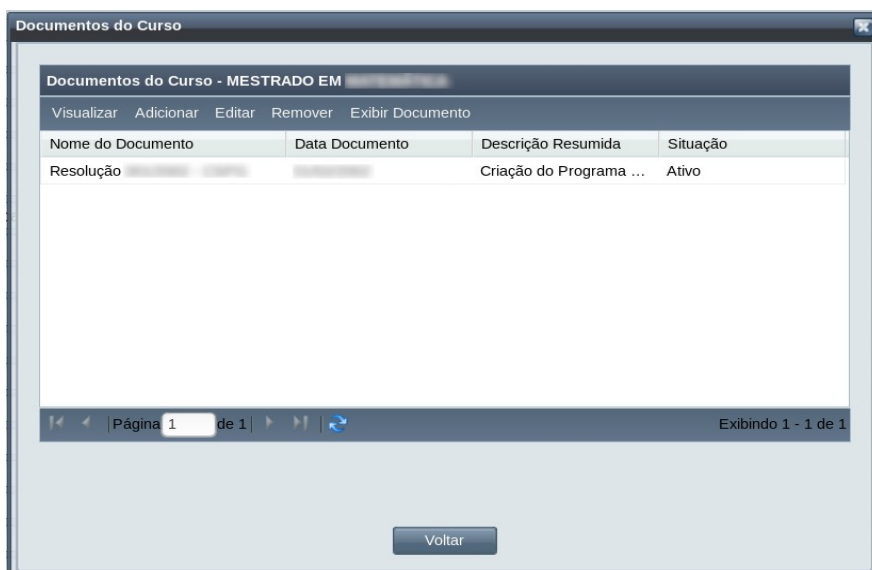 Documentos do Curso
Documentos do Curso - MESTRADO EM
Visualizar Adicionar Editar Remover Exibir Documento
Nome do Documento Data Documento Descrição Resumida Situação
Resolução Criação do Programa ... Ativo
Página 1 de 1 Exibindo 1 - 1 de 1
Voltar